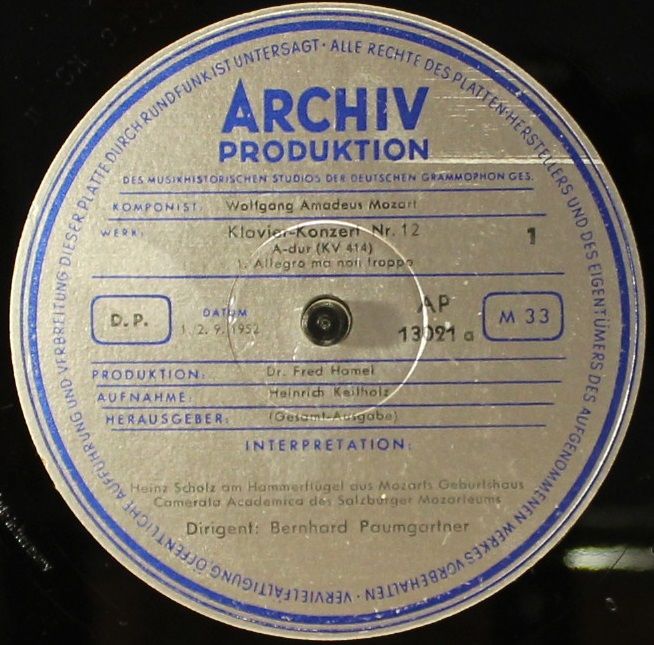 VERVIELFÄLTIGUNG ÖFFENTLICHE AUFFÜHRUNG UND VERBREITUNG DIESER PLATTE DURCH RUNDFUNK IST UNTERSAGT · ALLE RECHTE DES PLATTEN-HERSTELLERS UND DES EIGENTÜMERS DES AUFGENOMMENEN WERKES VORBEHALTEN ·
ARCHIV
PRODUKTION
DES MUSIKHISTORISCHEN STUDIOS DER DEUTSCHEN GRAMMOPHON GES.
KOMPONIST: Wolfgang Amadeus Mozart
WERK: Klavier-Konzert Nr. 12
A-dur (KV 414)
1. Allegro ma non troppo
1
D. P.
DATUM
1. 2. 9. 1952
AP
13021 a
M 33
PRODUKTION: Dr. Fred Hamel
AUFNAHME: Heinrich Keilholz
HERAUSGEBER: (Gesamt-Ausgabe)
INTERPRETATION:
Heinz Scholz am Hammerflügel aus Mozarts Geburtshaus
Camerata Academica des Salzburger Mozarteums
Dirigent: Bernhard Paumgartner